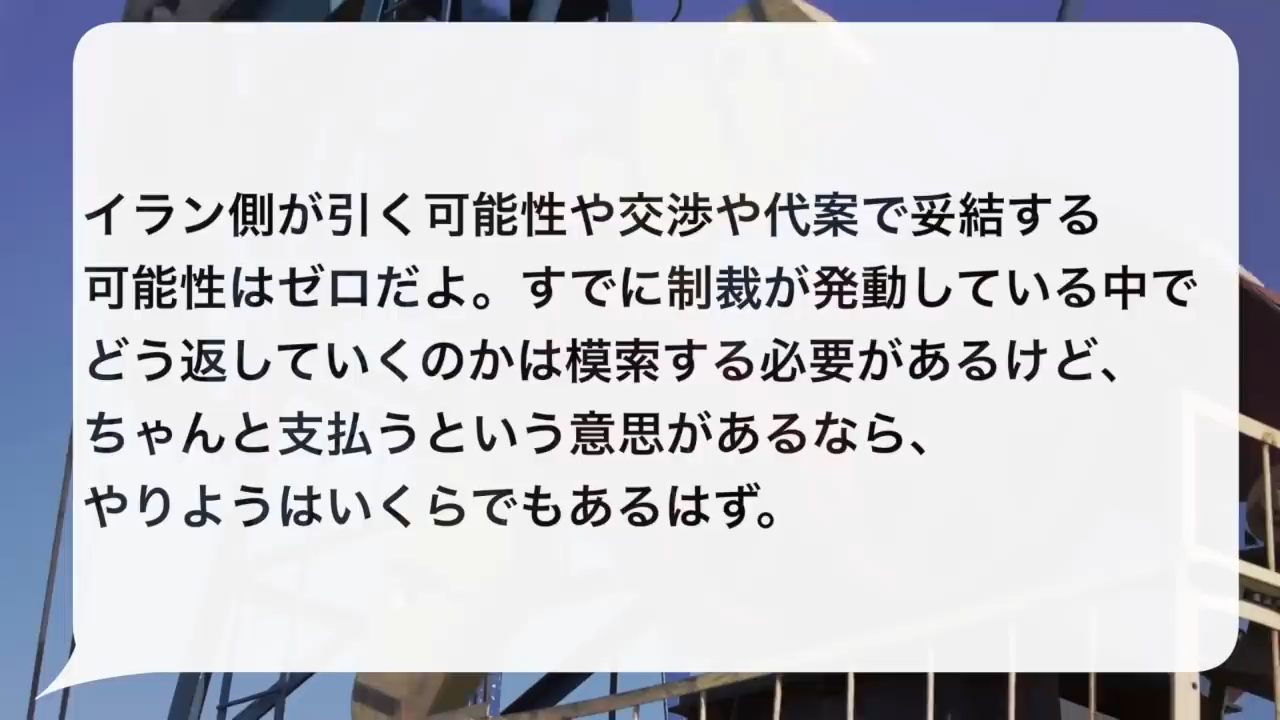 イラン側が引く可能性や交渉や代案で妥結する
可能性はゼロだよ。すでに制裁が発動している中で
どう返していくのかは模索する必要があるけど、
ちゃんと支払うという意思があるなら、
やりようはいくらでもあるはず。